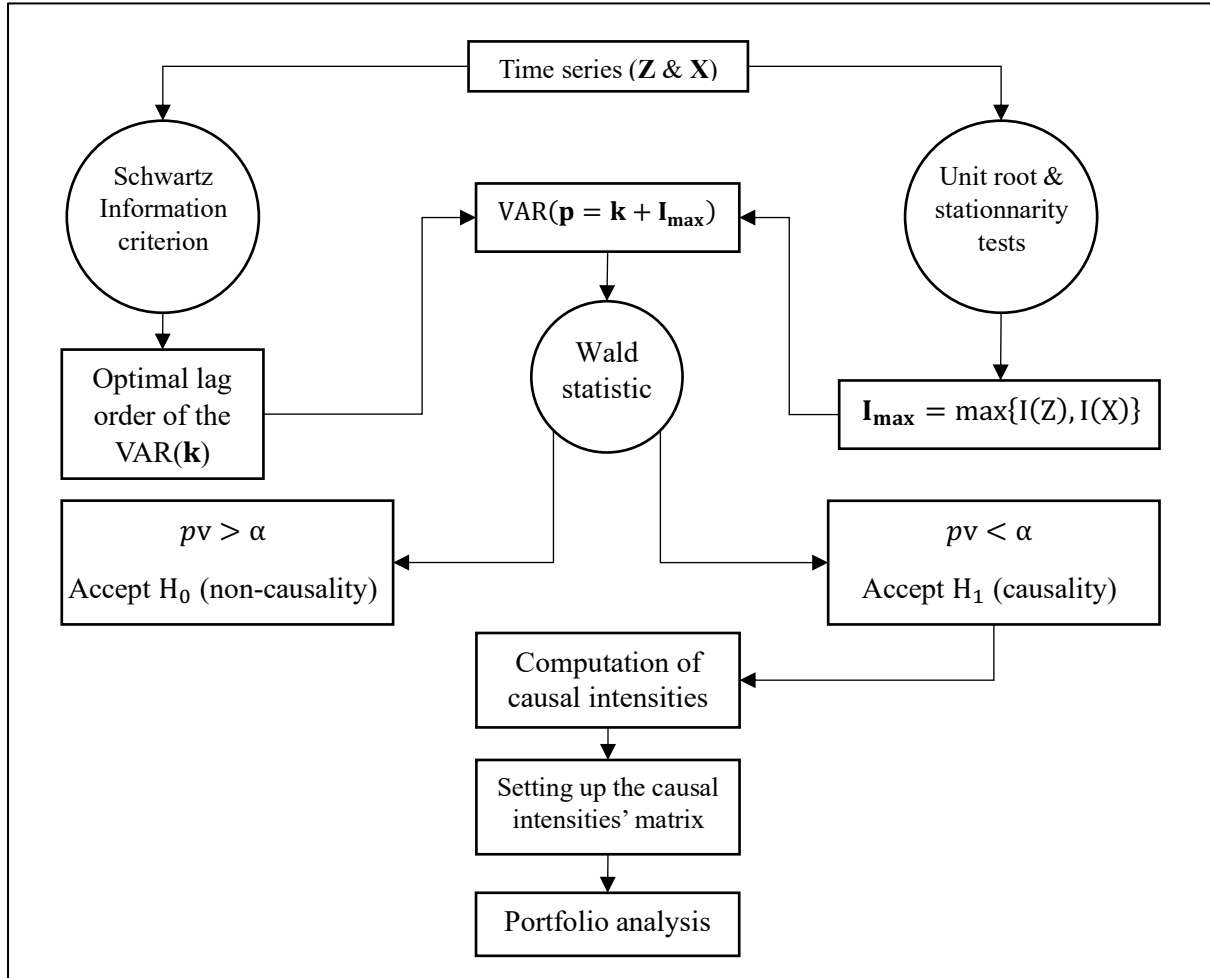 Time series (Z & X)
Schwartz
Information
criterion
Unit root &
stationnarity
tests
VAR(p = k + Imax)
Wald
statistic
Optimal lag
order of the
VAR(k)
Imax = max{I(Z), I(X)}
pv > α
Accept H₀ (non-causality)
pv < α
Accept H₁ (causality)
Computation of
causal intensities
Setting up the causal
intensities’ matrix
Portfolio analysis